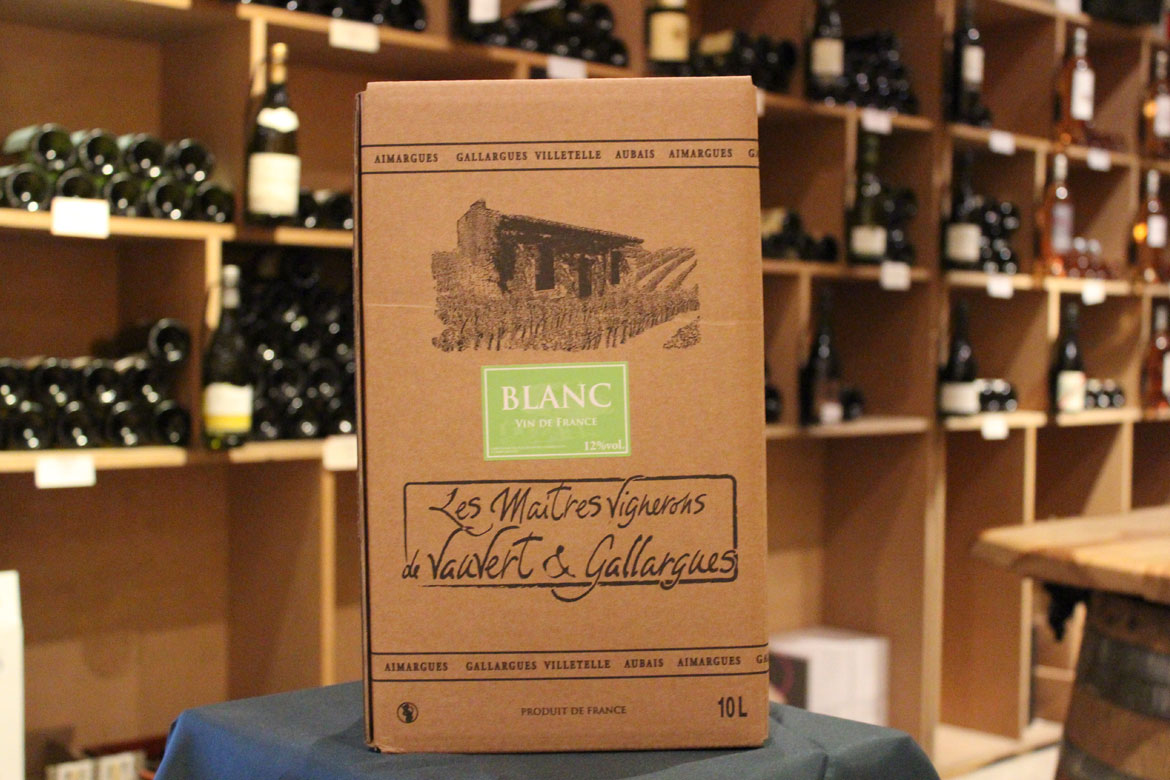 AIMARGUES GALLARGUES VILLETELLE AUBAIS AIMARGUES
BLANC
VIN DE FRANCE
12%vol.
Les Maîtres Vignerons
de Vauvert & Gallargues
AIMARGUES GALLARGUES VILLETELLE AUBAIS AIMARGUES
PRODUIT DE FRANCE
10L